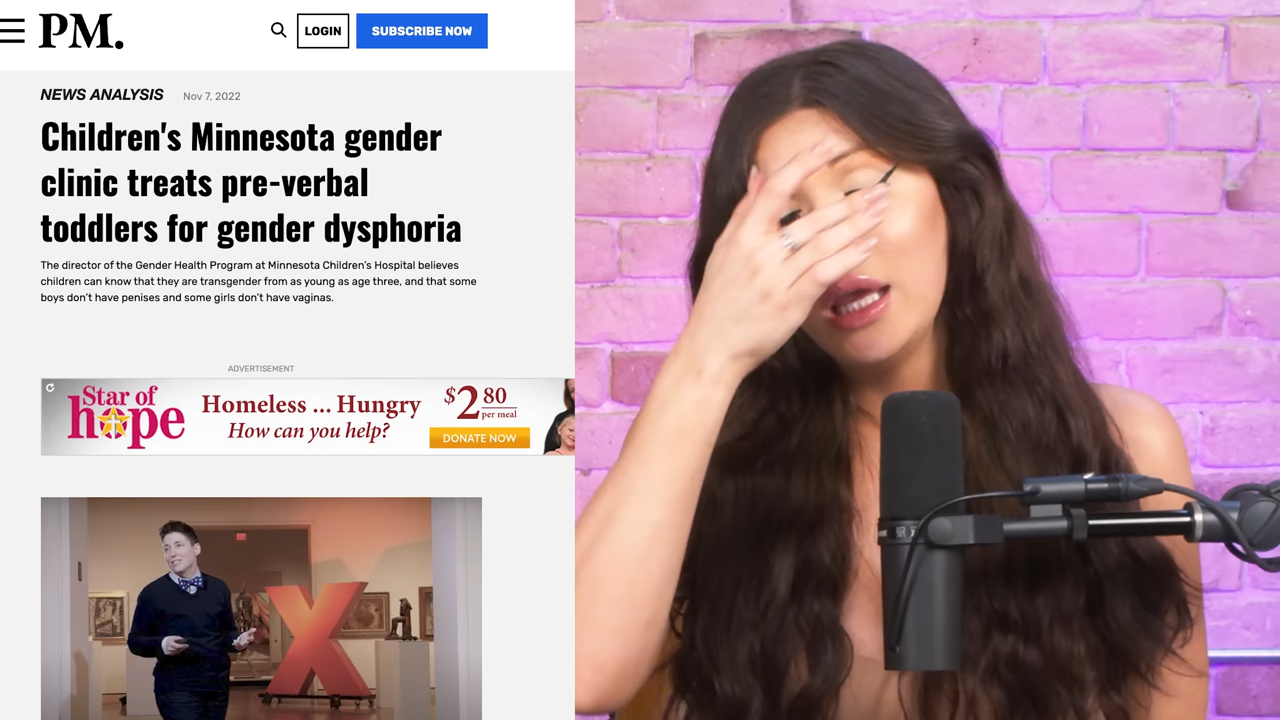 PM.
LOGIN
SUBSCRIBE NOW
NEWS ANALYSIS
Nov 7, 2022
Children's Minnesota gender
clinic treats pre-verbal
toddlers for gender dysphoria
The director of the Gender Health Program at Minnesota Children's Hospital believes
children can know that they are transgender from as young as age three, and that some
boys don't have penises and some girls don't have vaginas.
ADVERTISEMENT
Star of
hope
Homeless ... Hungry
How can you help?
$2 80
per meal
DONATE NOW
X